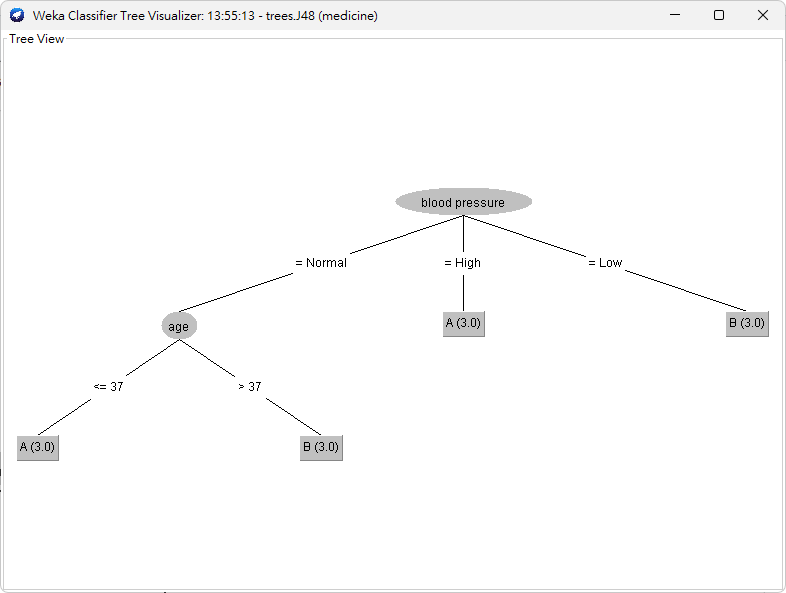 Weka Classifier Tree Visualizer: 13:55:13 - trees.J48 (medicine)
Tree View
blood pressure
= Normal
= High
= Low
age
A (3.0)
B (3.0)
<= 37
> 37
A (3.0)
B (3.0)